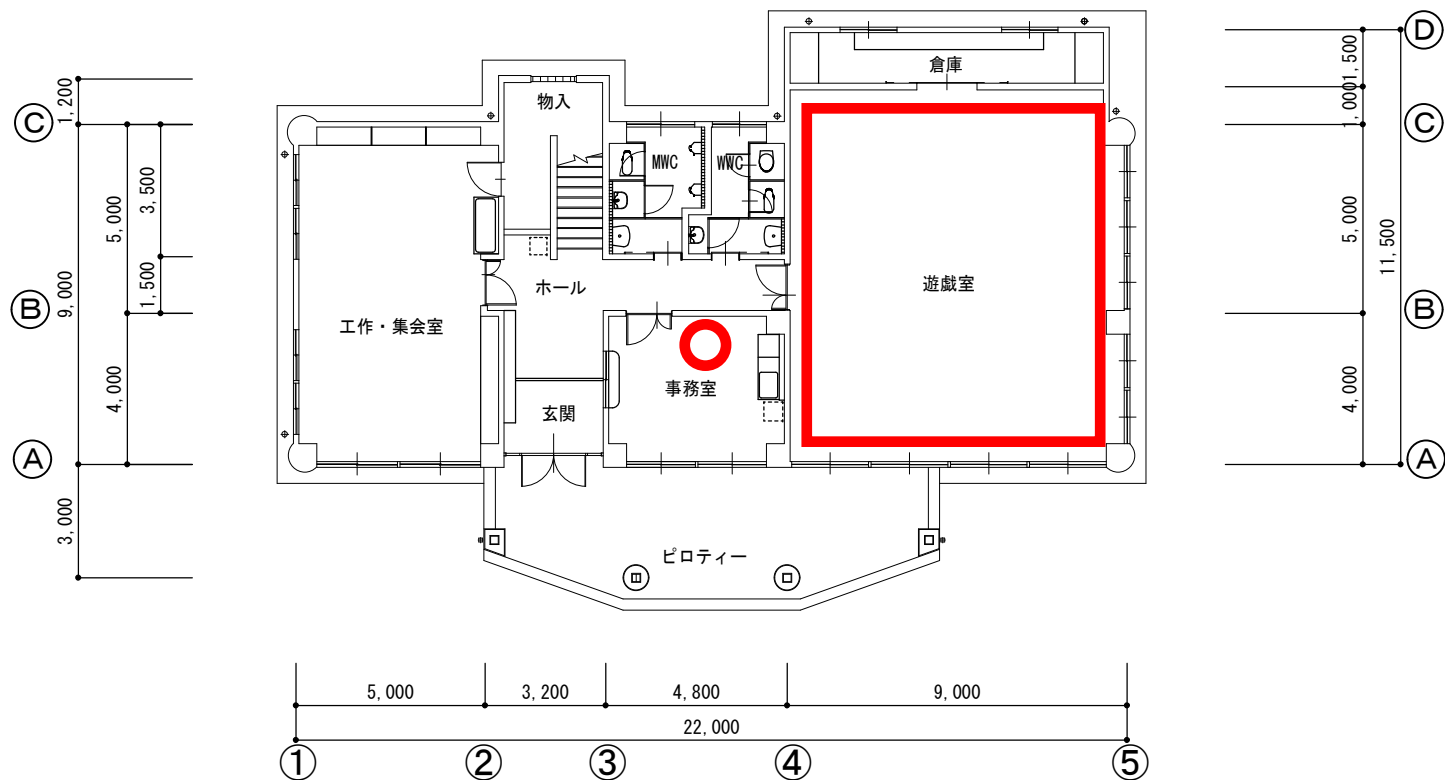 D
1,500
倉庫
1,200
物入
1,000
C
C
MWC
WWC
3,500
5,000
5,000
11,500
遊戯室
ホール
9,000
1,500
B
B
工作・集会室
事務室
4,000
4,000
玄関
A
A
3,000
ピロティー
5,000
3,200
4,800
9,000
22,000
① ② ③ ④ ⑤